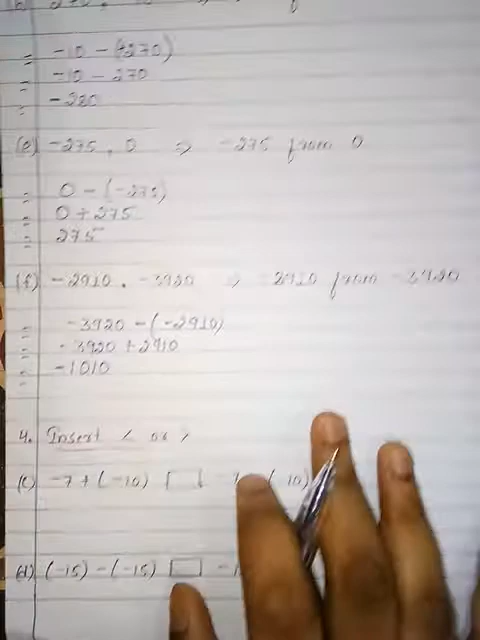 = -10 - (+270)
= -10 - 270
= -280
(e) -275, 0 ⇒ -275 from 0
= 0 - (-275)
= 0 + 275
= 275
(f) -2910, -3920 ⇒ -2910 from -3920
= -3920 - (-2910)
= -3920 + 2910
= -1010
4. Insert < or >
(c) -7 + (-10) □
(d) (-15) - (-15) □